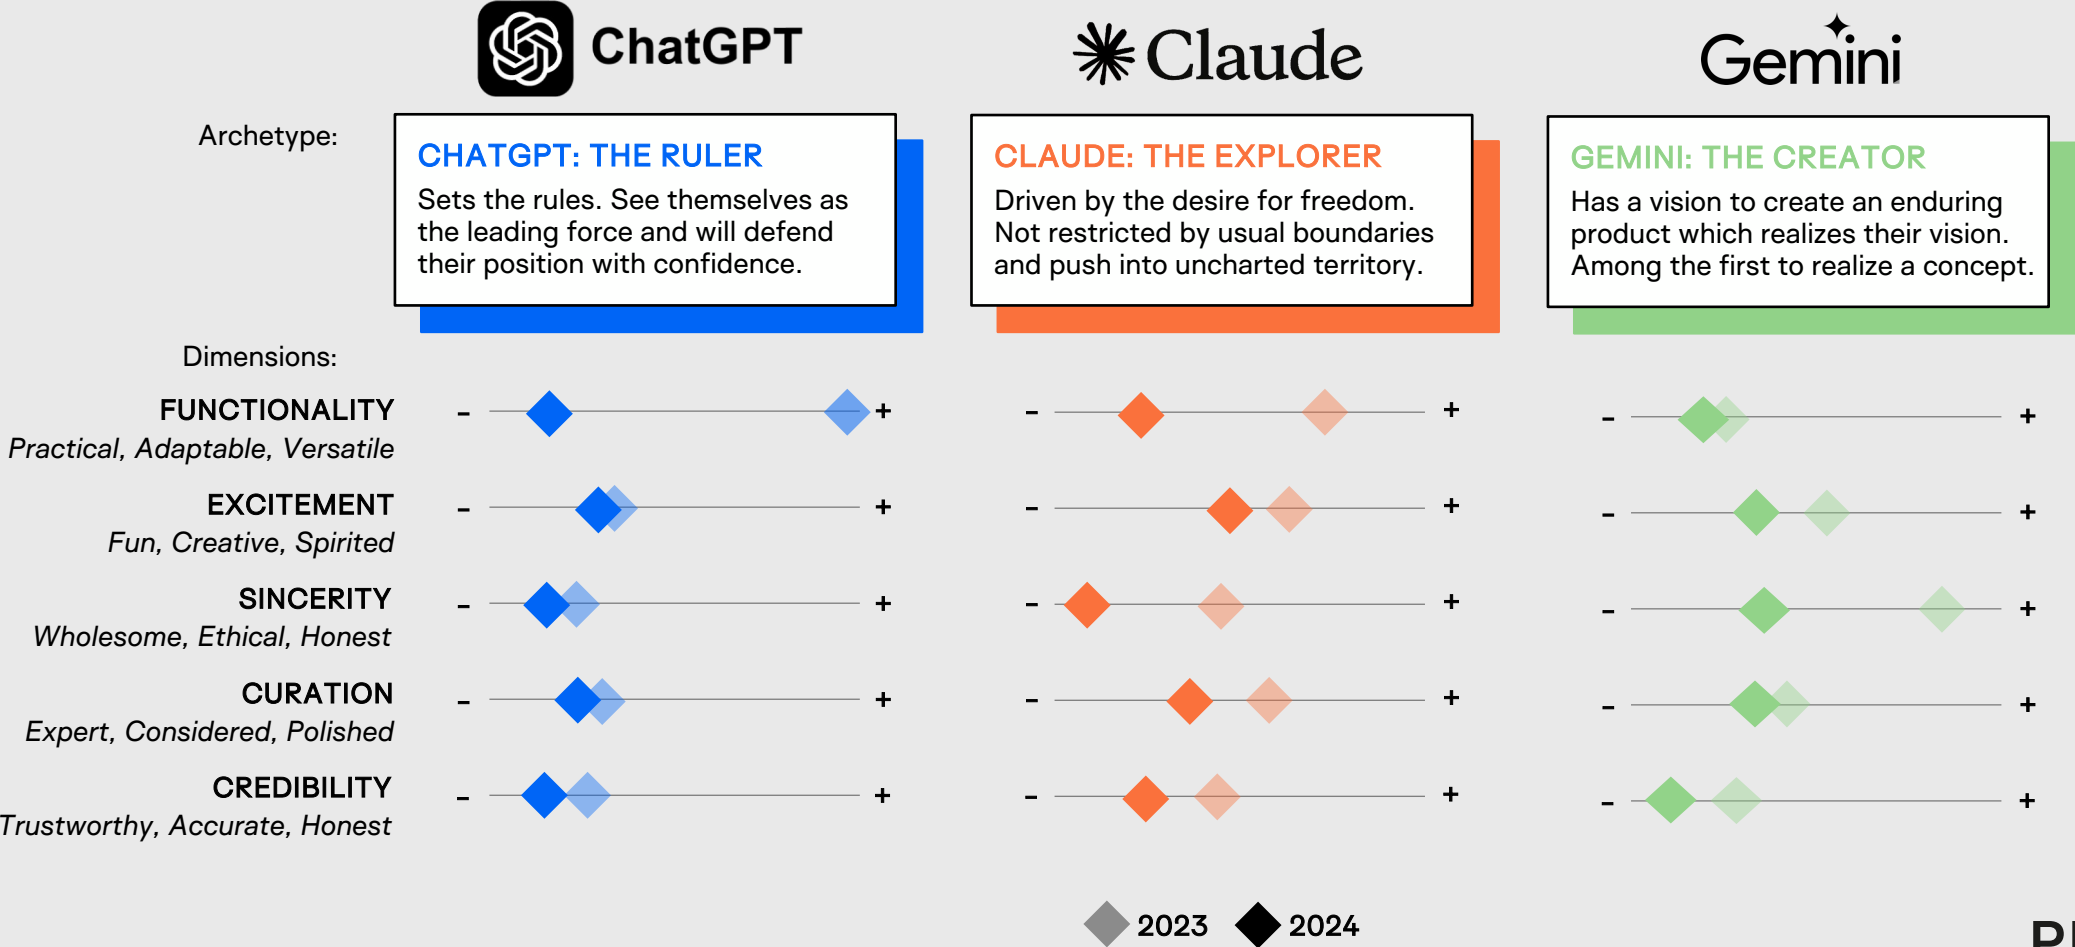 ChatGPT
Claude
Gemini
Archetype:
CHATGPT: THE RULER
Sets the rules. See themselves as
the leading force and will defend
their position with confidence.
CLAUDE: THE EXPLORER
Driven by the desire for freedom.
Not restricted by usual boundaries
and push into uncharted territory.
GEMINI: THE CREATOR
Has a vision to create an enduring
product which realizes their vision.
Among the first to realize a concept.
Dimensions:
FUNCTIONALITY
- + - + - +
Practical, Adaptable, Versatile
EXCITEMENT
- + - + - +
Fun, Creative, Spirited
SINCERITY
- + - + - +
Wholesome, Ethical, Honest
CURATION
- + - + - +
Expert, Considered, Polished
CREDIBILITY
- + - + - +
Trustworthy, Accurate, Honest
2023
2024